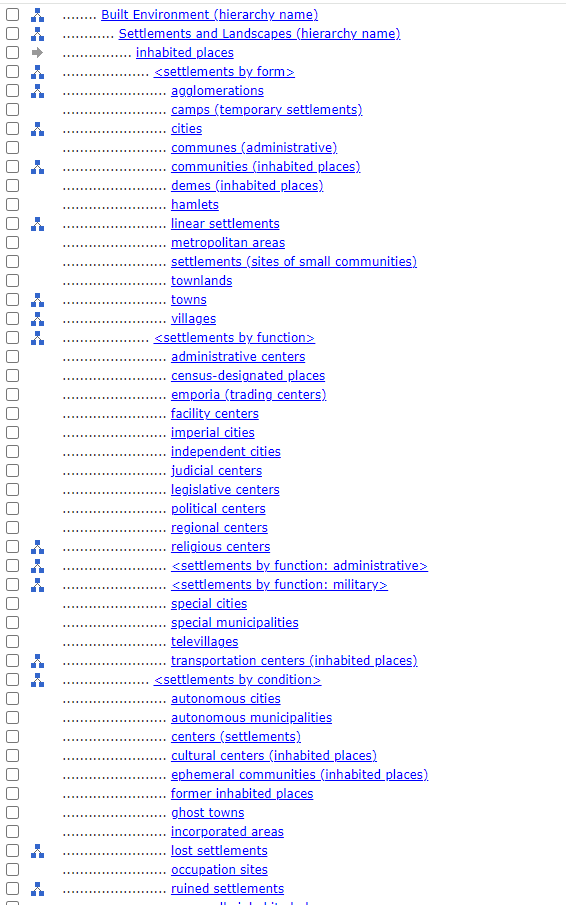 ........ Built Environment (hierarchy name)
............ Settlements and Landscapes (hierarchy name)
................ inhabited places
.................... <settlements by form>
........................ agglomerations
........................ camps (temporary settlements)
........................ cities
........................ communes (administrative)
........................ communities (inhabited places)
........................ demes (inhabited places)
........................ hamlets
........................ linear settlements
........................ metropolitan areas
........................ settlements (sites of small communities)
........................ townlands
........................ towns
........................ villages
.................... <settlements by function>
........................ administrative centers
........................ census-designated places
........................ emporia (trading centers)
........................ facility centers
........................ imperial cities
........................ independent cities
........................ judicial centers
........................ legislative centers
........................ political centers
........................ regional centers
........................ religious centers
........................ <settlements by function: administrative>
........................ <settlements by function: military>
........................ special cities
........................ special municipalities
........................ televillages
........................ transportation centers (inhabited places)
.................... <settlements by condition>
........................ autonomous cities
........................ autonomous municipalities
........................ centers (settlements)
........................ cultural centers (inhabited places)
........................ ephemeral communities (inhabited places)
........................ former inhabited places
........................ ghost towns
........................ incorporated areas
........................ lost settlements
........................ occupation sites
........................ ruined settlements